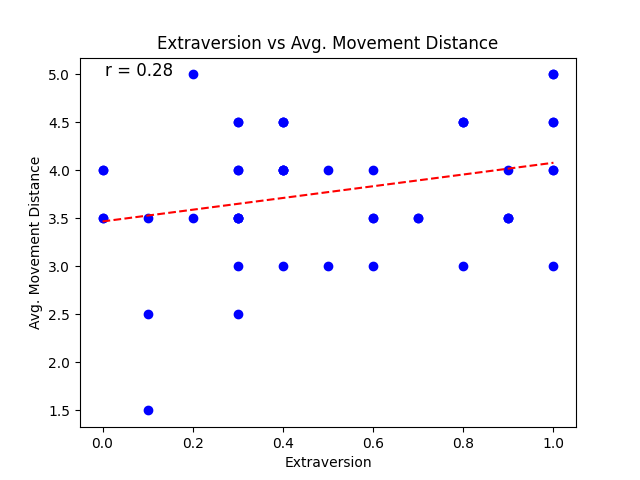 Extraversion vs Avg. Movement Distance
r = 0.28
5.0
4.5
4.0
3.5
3.0
2.5
2.0
1.5
Avg. Movement Distance
0.0 0.2 0.4 0.6 0.8 1.0
Extraversion